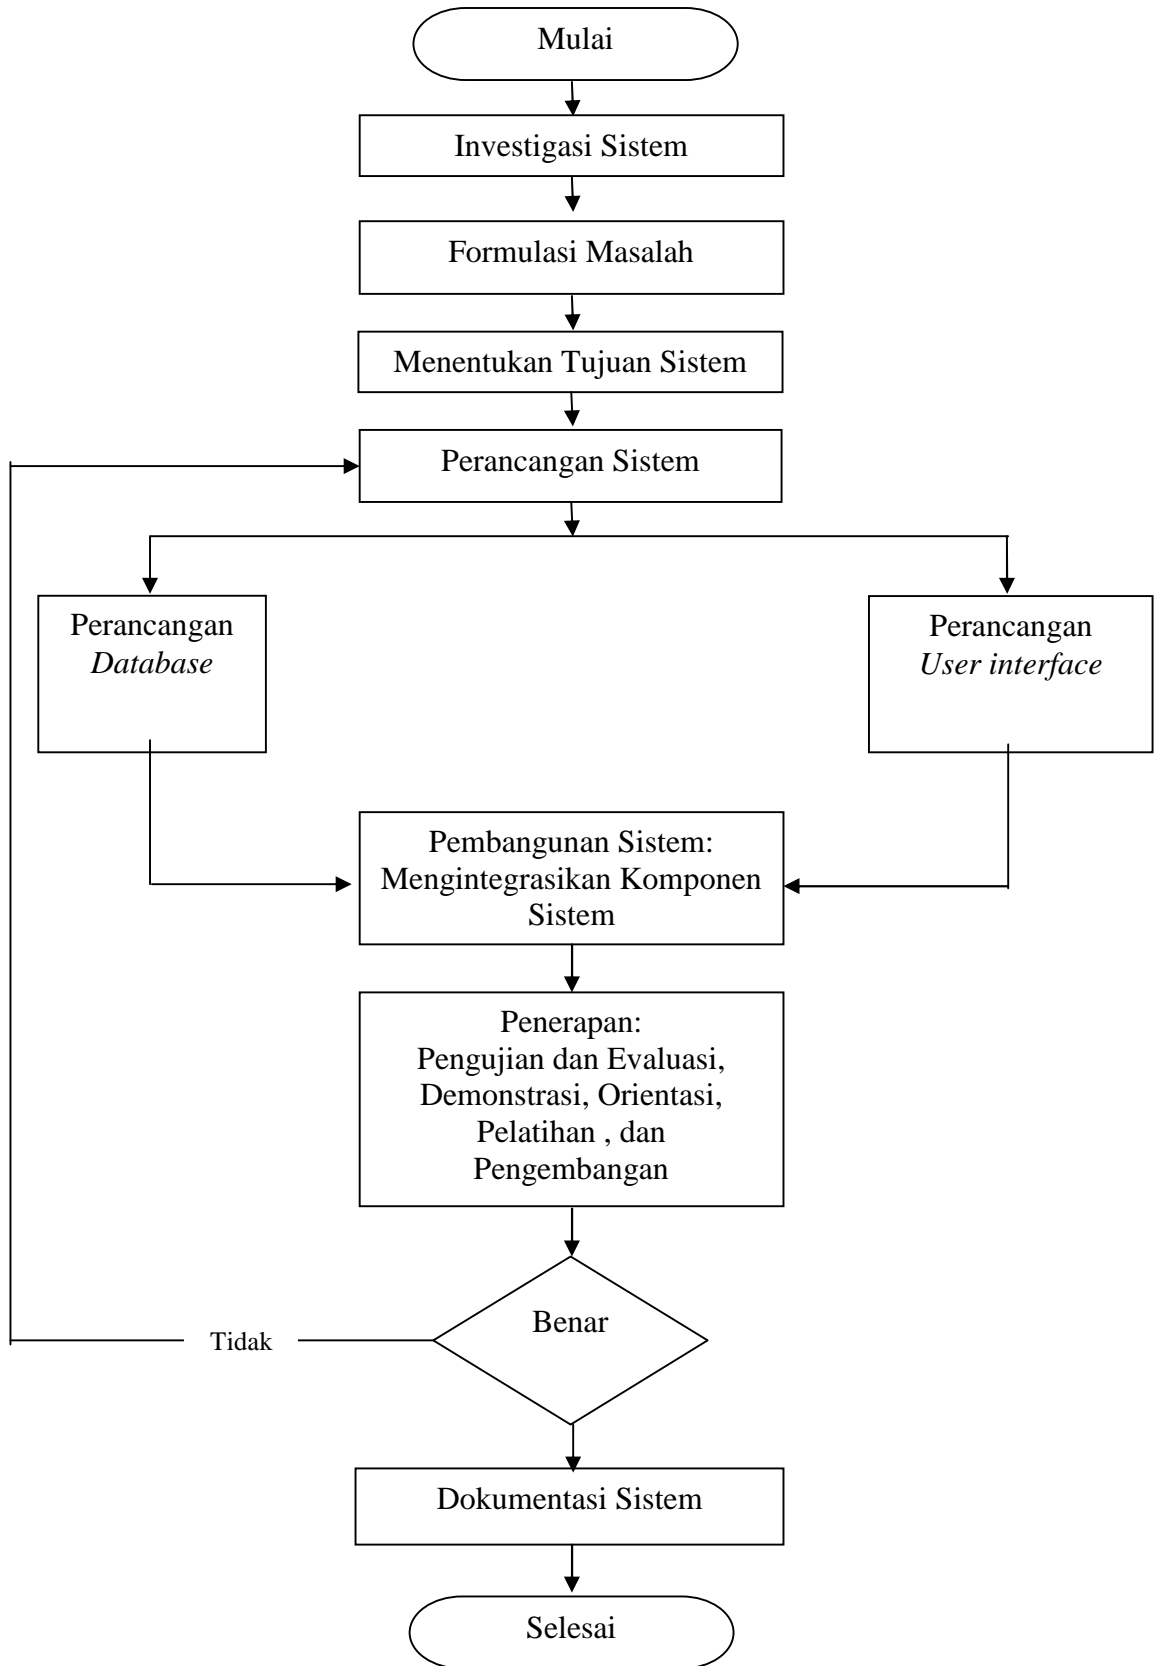 Mulai
Investigasi Sistem
Formulasi Masalah
Menentukan Tujuan Sistem
Perancangan Sistem
Perancangan
Database
Perancangan
User interface
Pembangunan Sistem:
Mengintegrasikan Komponen
Sistem
Penerapan:
Pengujian dan Evaluasi,
Demonstrasi, Orientasi,
Pelatihan , dan
Pengembangan
Benar
Tidak
Dokumentasi Sistem
Selesai